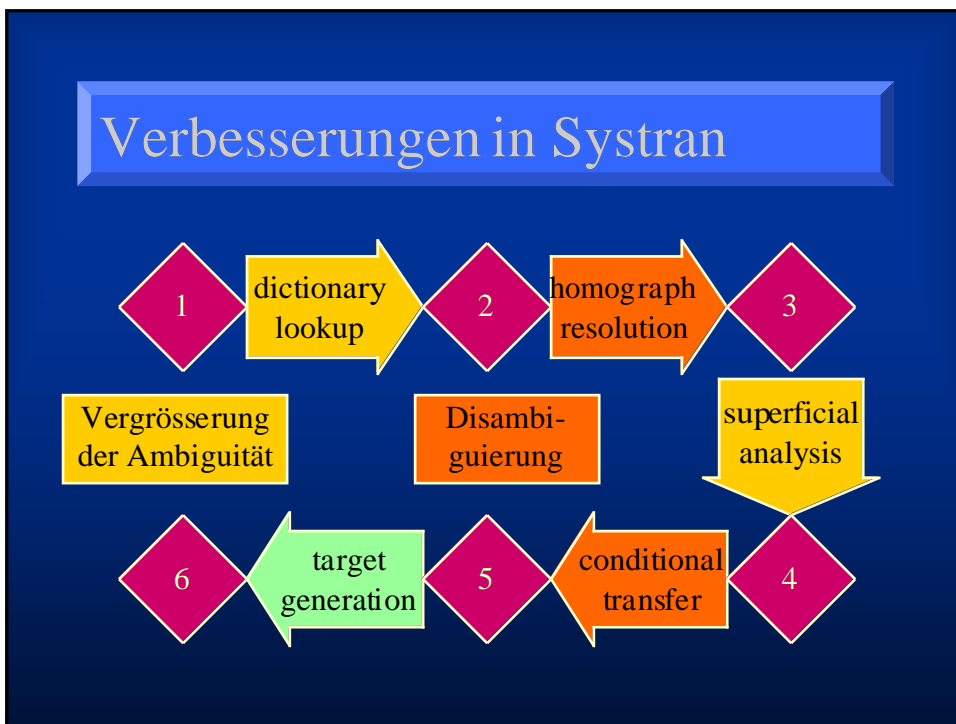 Verbesserungen in Systran
1
dictionary
lookup
2
homograph
resolution
3
Vergrösserung
der Ambiguität
Disambi-
guierung
superficial
analysis
6
target
generation
5
conditional
transfer
4